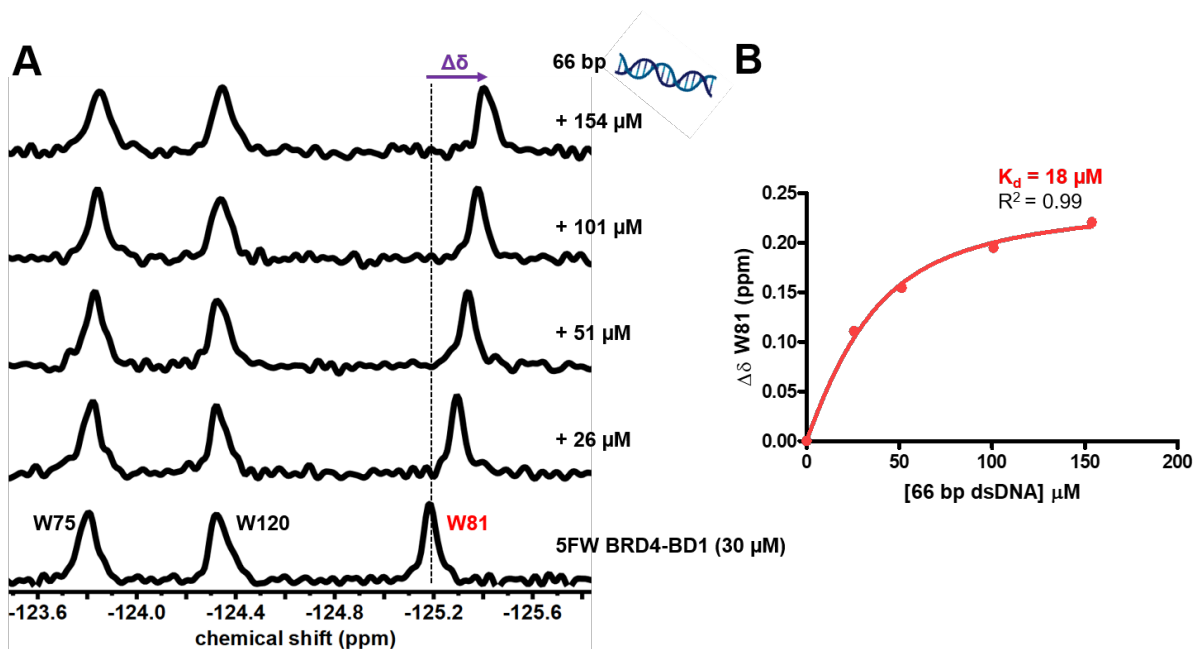 A
B
Δδ
66 bp
+ 154 µM
+ 101 µM
+ 51 µM
+ 26 µM
W75
W120
W81
5FW BRD4-BD1 (30 µM)
-123.6 -124.0 -124.4 -124.8 -125.2 -125.6
chemical shift (ppm)
Kd = 18 µM
R² = 0.99
0.25
0.20
0.15
0.10
0.05
0.00
Δδ W81 (ppm)
0 50 100 150 200
[66 bp dsDNA] µM